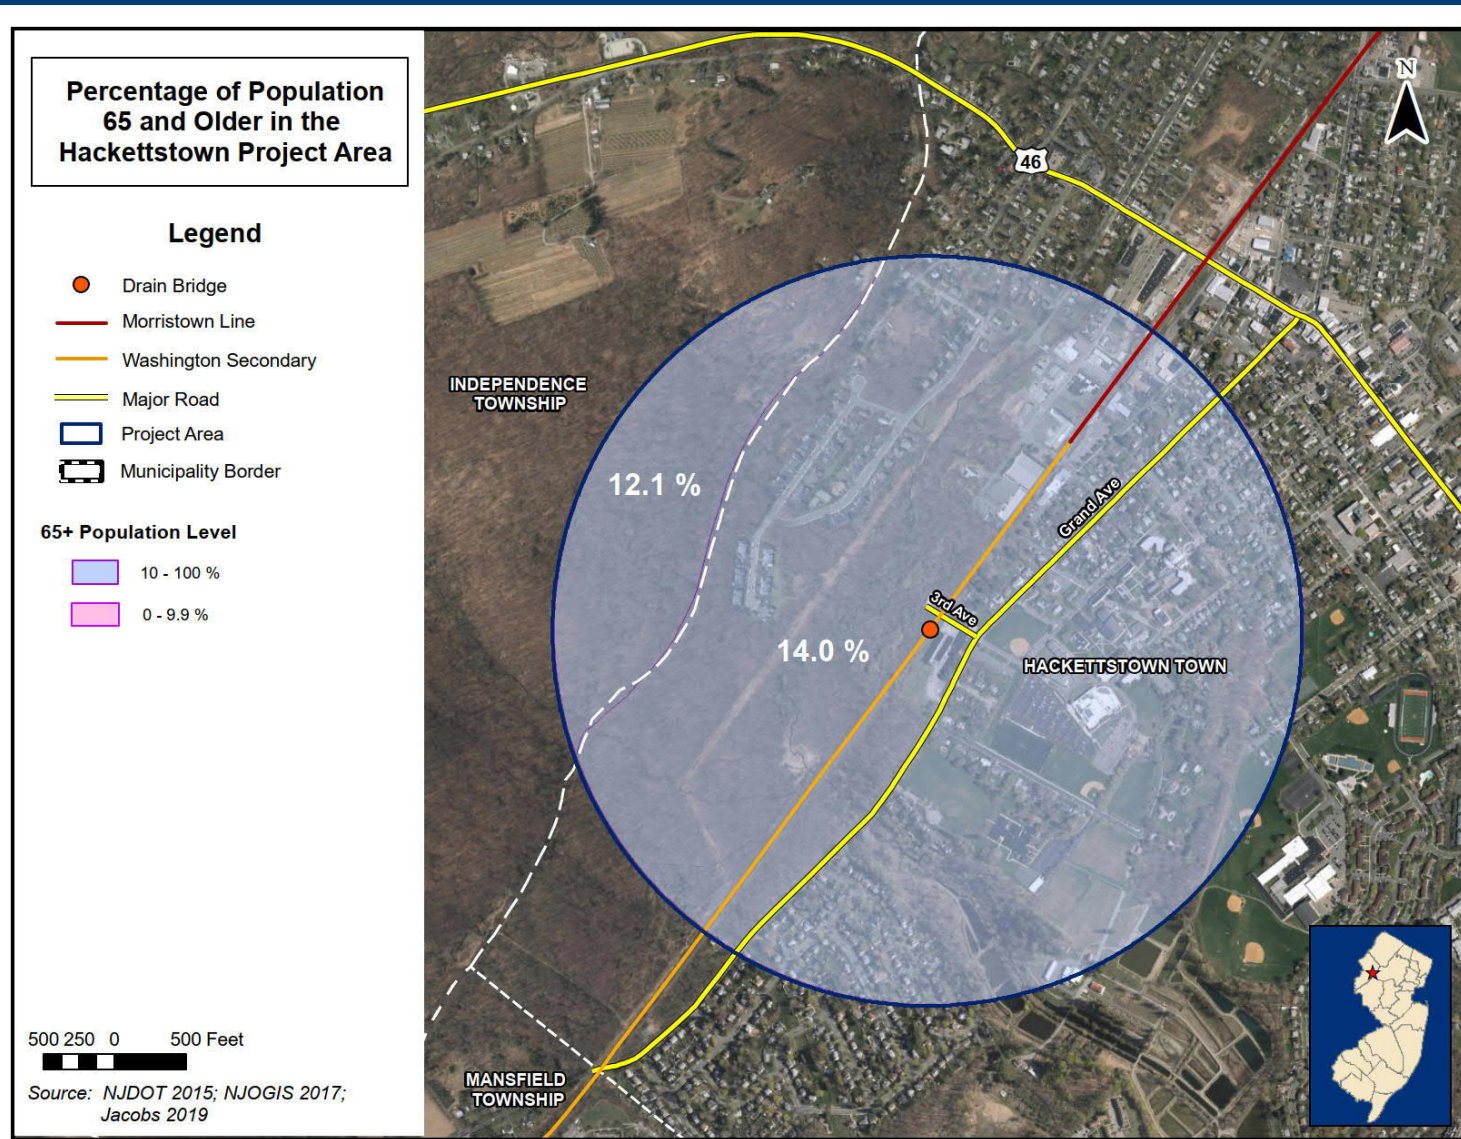 Percentage of Population
65 and Older in the
Hackettstown Project Area
Legend
Drain Bridge
Morristown Line
Washington Secondary
Major Road
Project Area
Municipality Border
65+ Population Level
10 - 100 %
0 - 9.9 %
500 250 0 500 Feet
Source: NJDOT 2015; NJOGIS 2017;
Jacobs 2019
N
46
INDEPENDENCE
TOWNSHIP
12.1 %
Grand Ave
3rd Ave
14.0 %
HACKETTSTOWN TOWN
MANSFIELD
TOWNSHIP